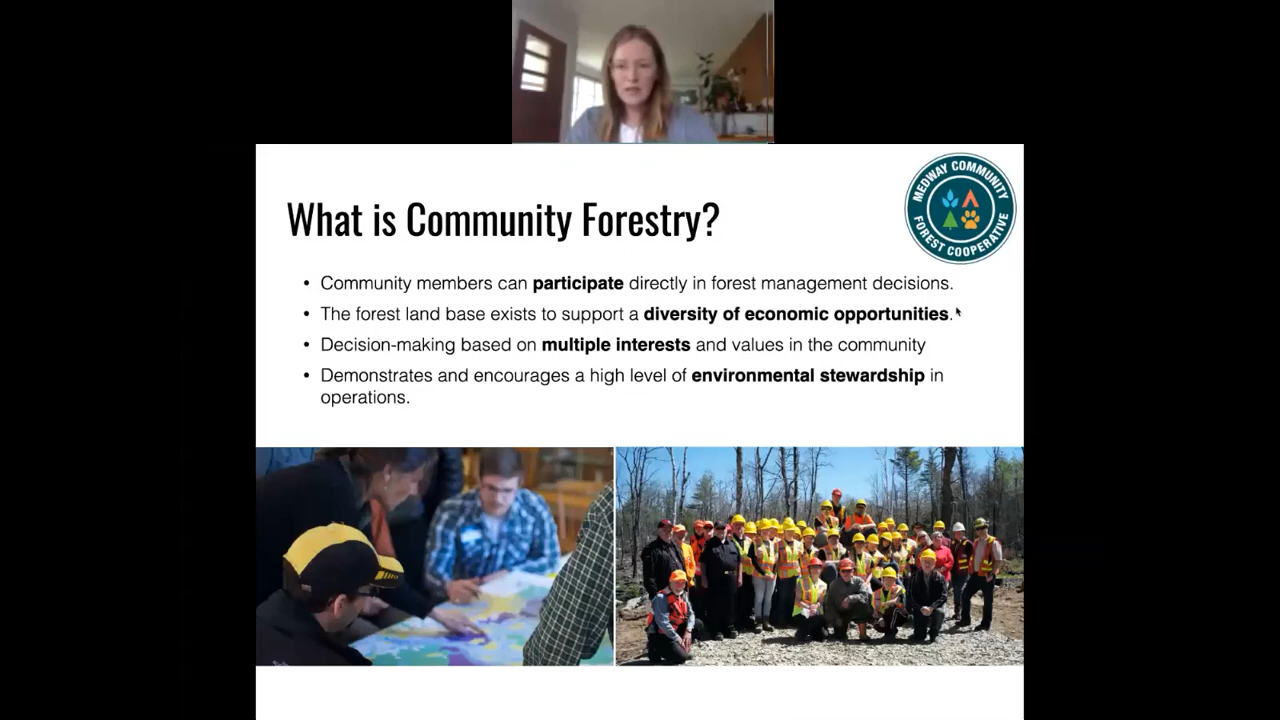 MEDWAY COMMUNITY
FOREST COOPERATIVE
What is Community Forestry?
• Community members can participate directly in forest management decisions.
• The forest land base exists to support a diversity of economic opportunities.
• Decision-making based on multiple interests and values in the community
• Demonstrates and encourages a high level of environmental stewardship in
operations.